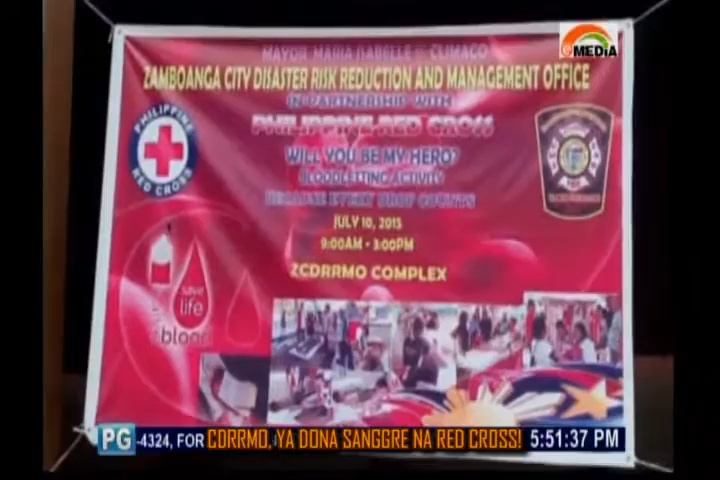 eMEDiA
MAYOR MARIA ISABELLE G. CLIMACO
ZAMBOANGA CITY DISASTER RISK REDUCTION AND MANAGEMENT OFFICE
IN PARTNERSHIP WITH
PHILIPPINE RED CROSS
PHILIPPINE
RED CROSS
WILL YOU BE MY HERO?
BLOODLETTING ACTIVITY
BECAUSE EVERY DROP COUNTS
JULY 10, 2015
9:00AM - 3:00PM
ZCDRRMO COMPLEX
save
life
blood
PG
-4324, FOR
CDRRMO, YA DONA SANGGRE NA RED CROSS!
5:51:37 PM